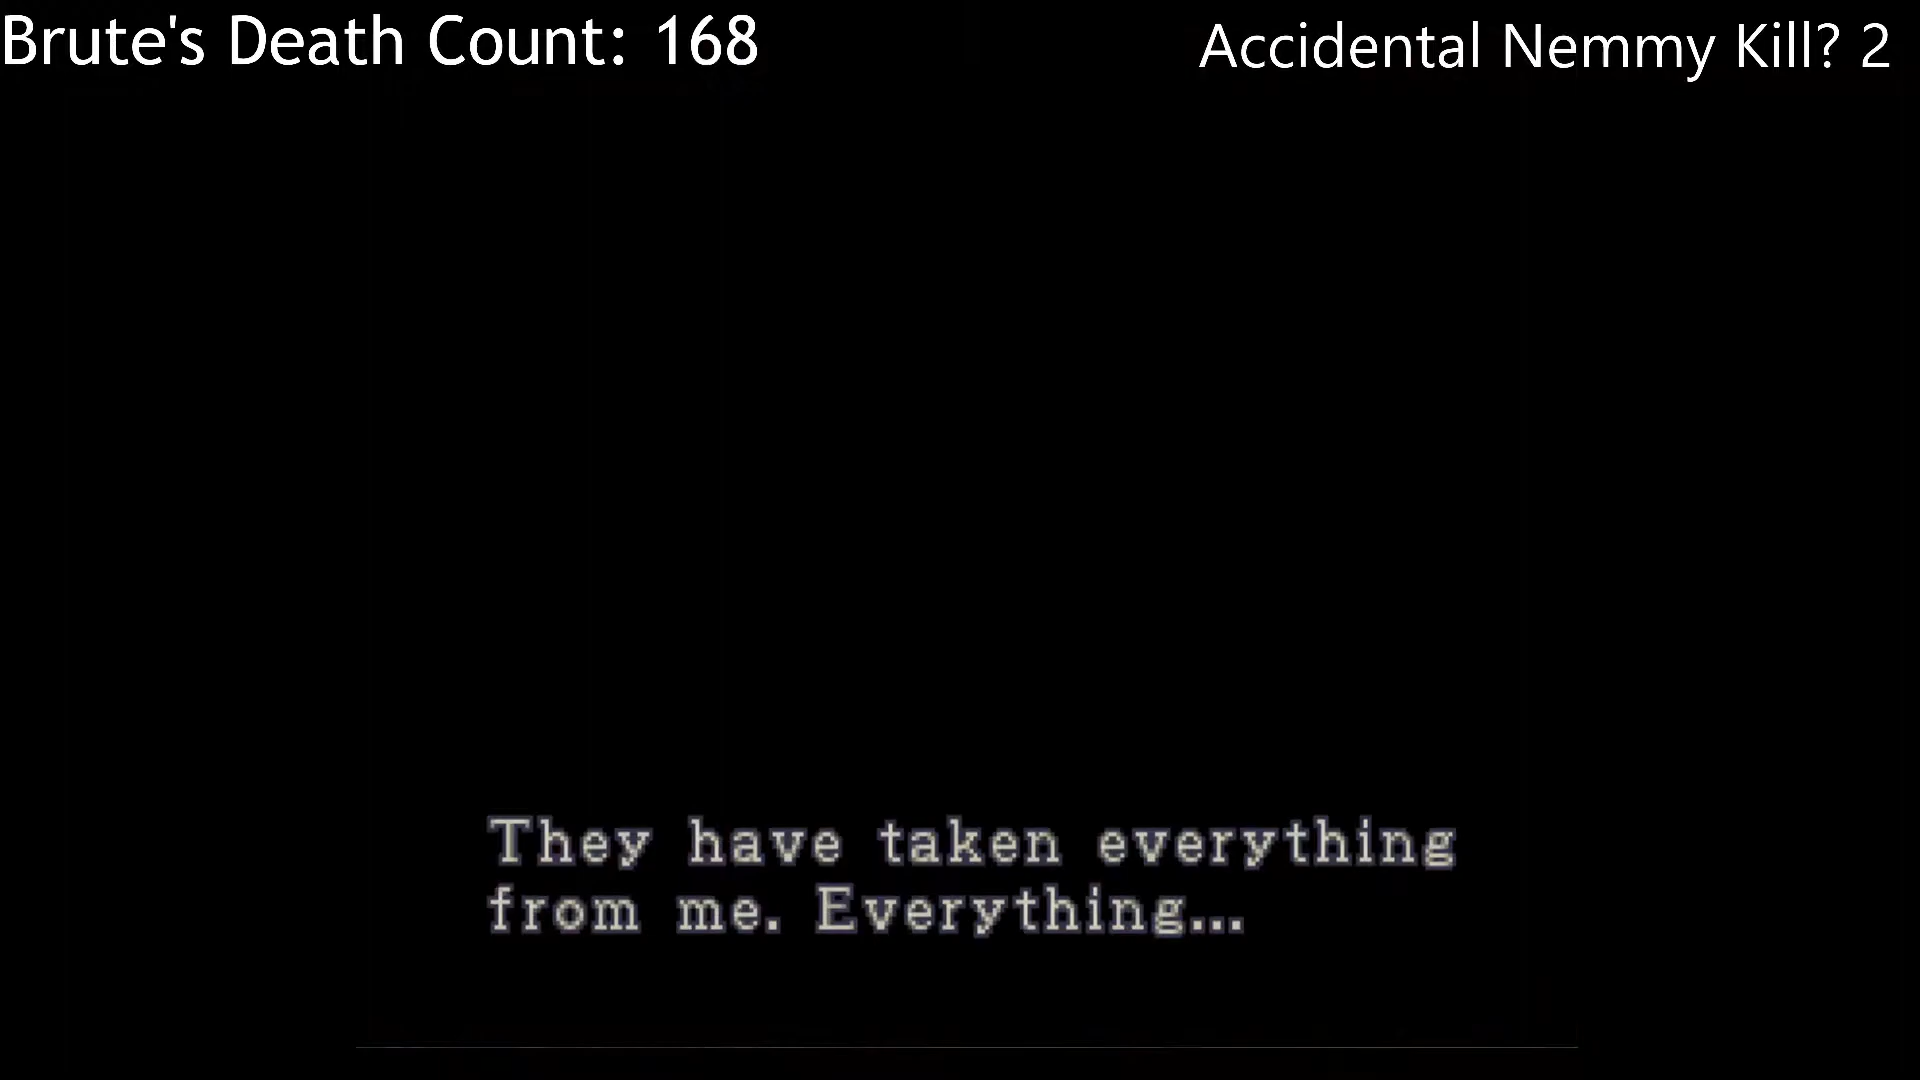 Brute's Death Count: 168
Accidental Nemmy Kill? 2
They have taken everything
from me. Everything...